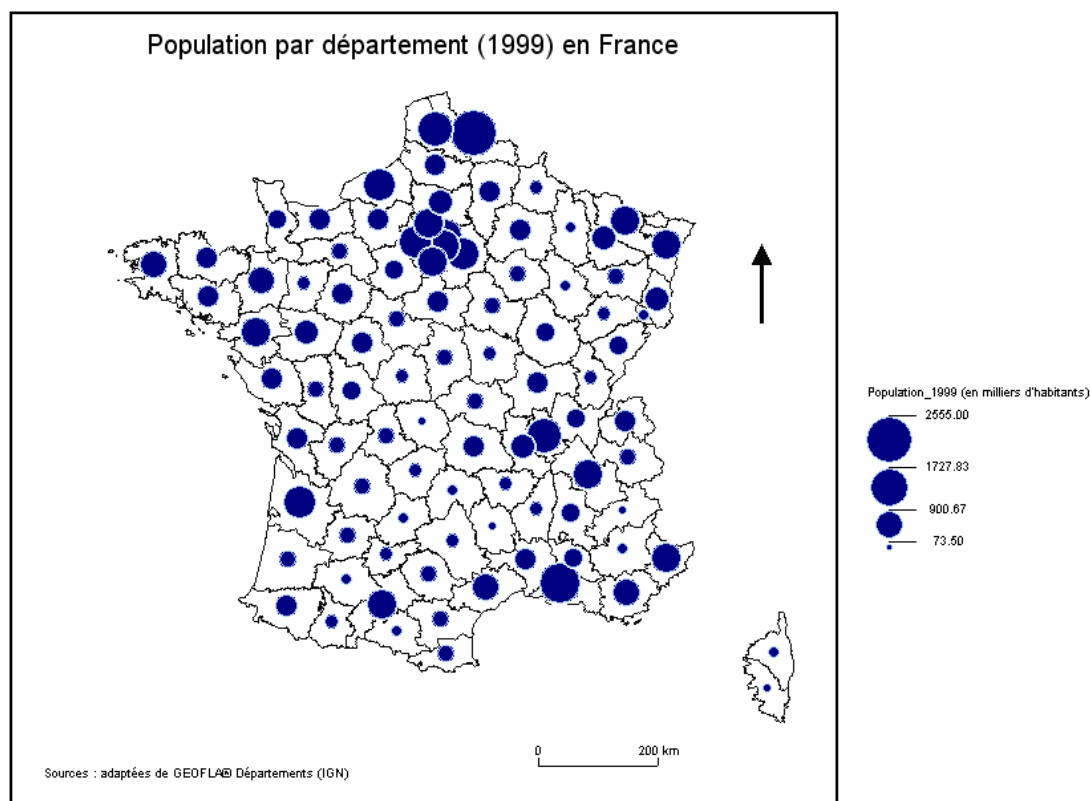 Population par département (1999) en France
Population_1999 (en milliers d'habitants)
2555.00
1727.83
900.67
73.50
0 200 km
Sources : adaptées de GEOFLA® Départements (IGN)